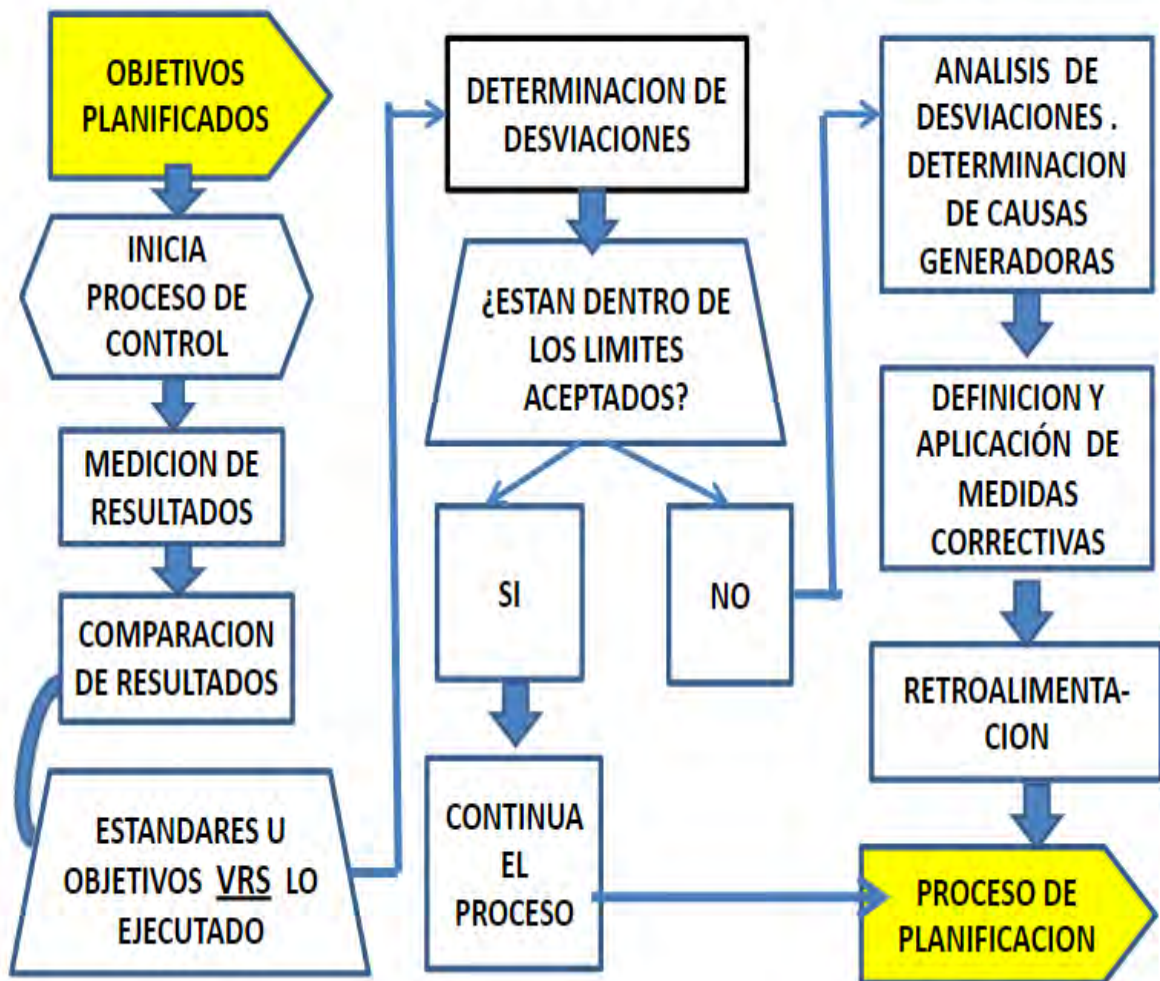 OBJETIVOS
PLANIFICADOS
INICIA
PROCESO DE
CONTROL
MEDICION DE
RESULTADOS
COMPARACION
DE RESULTADOS
ESTANDARES U
OBJETIVOS VRS LO
EJECUTADO
DETERMINACION DE
DESVIACIONES
¿ESTAN DENTRO DE
LOS LIMITES
ACEPTADOS?
SI
NO
CONTINUA
EL
PROCESO
ANALISIS DE
DESVIACIONES .
DETERMINACION
DE CAUSAS
GENERADORAS
DEFINICION Y
APLICACIÓN DE
MEDIDAS
CORRECTIVAS
RETROALIMENTA-
CION
PROCESO DE
PLANIFICACION